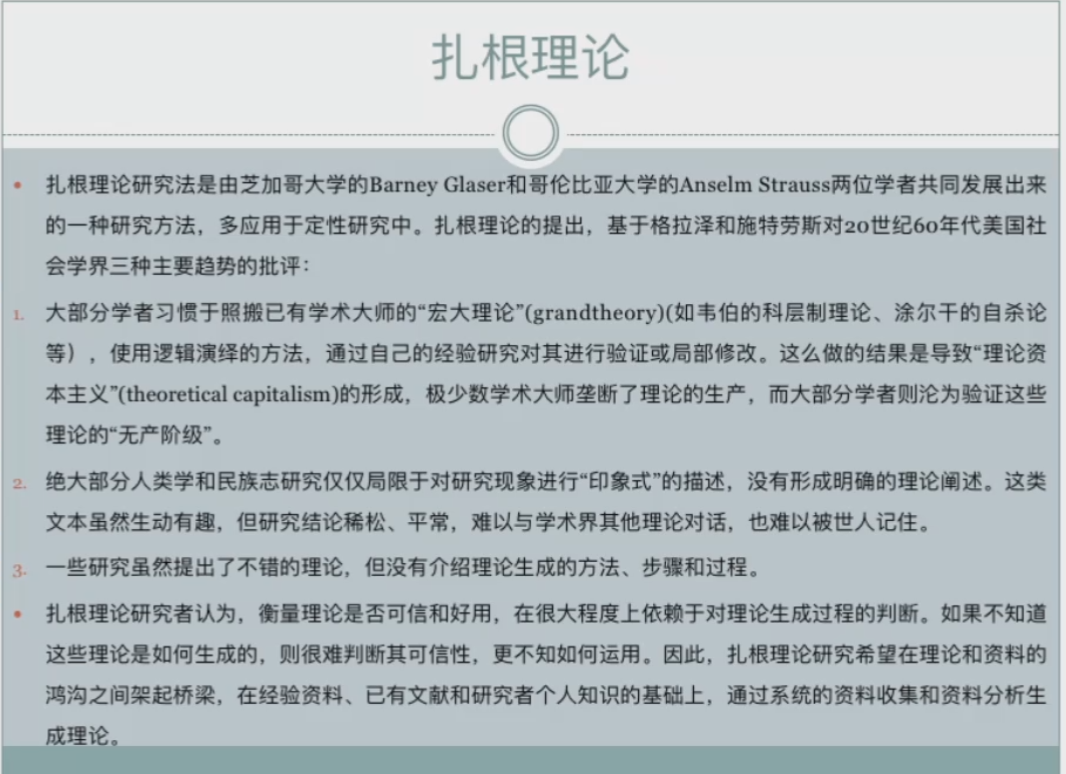 扎根理论
• 扎根理论研究法是由芝加哥大学的Barney Glaser和哥伦比亚大学的Anselm Strauss两位学者共同发展出来
的一种研究方法，多应用于定性研究中。扎根理论的提出，基于格拉泽和施特劳斯对20世纪60年代美国社
会学界三种主要趋势的批评：
1. 大部分学者习惯于照搬已有学术大师的“宏大理论”(grandtheory)(如韦伯的科层制理论、涂尔干的自杀论
等），使用逻辑演绎的方法，通过自己的经验研究对其进行验证或局部修改。这么做的结果是导致“理论资
本主义”(theoretical capitalism)的形成，极少数学术大师垄断了理论的生产，而大部分学者则沦为验证这些
理论的“无产阶级”。
2. 绝大部分人类学和民族志研究仅仅局限于对研究现象进行“印象式”的描述，没有形成明确的理论阐述。这类
文本虽然生动有趣，但研究结论稀松、平常，难以与学术界其他理论对话，也难以被世人记住。
3. 一些研究虽然提出了不错的理论，但没有介绍理论生成的方法、步骤和过程。
• 扎根理论研究者认为，衡量理论是否可信和好用，在很大程度上依赖于对理论生成过程的判断。如果不知道
这些理论是如何生成的，则很难判断其可信性，更不知如何运用。因此，扎根理论研究希望在理论和资料的
鸿沟之间架起桥梁，在经验资料、已有文献和研究者个人知识的基础上，通过系统的资料收集和资料分析生
成理论。